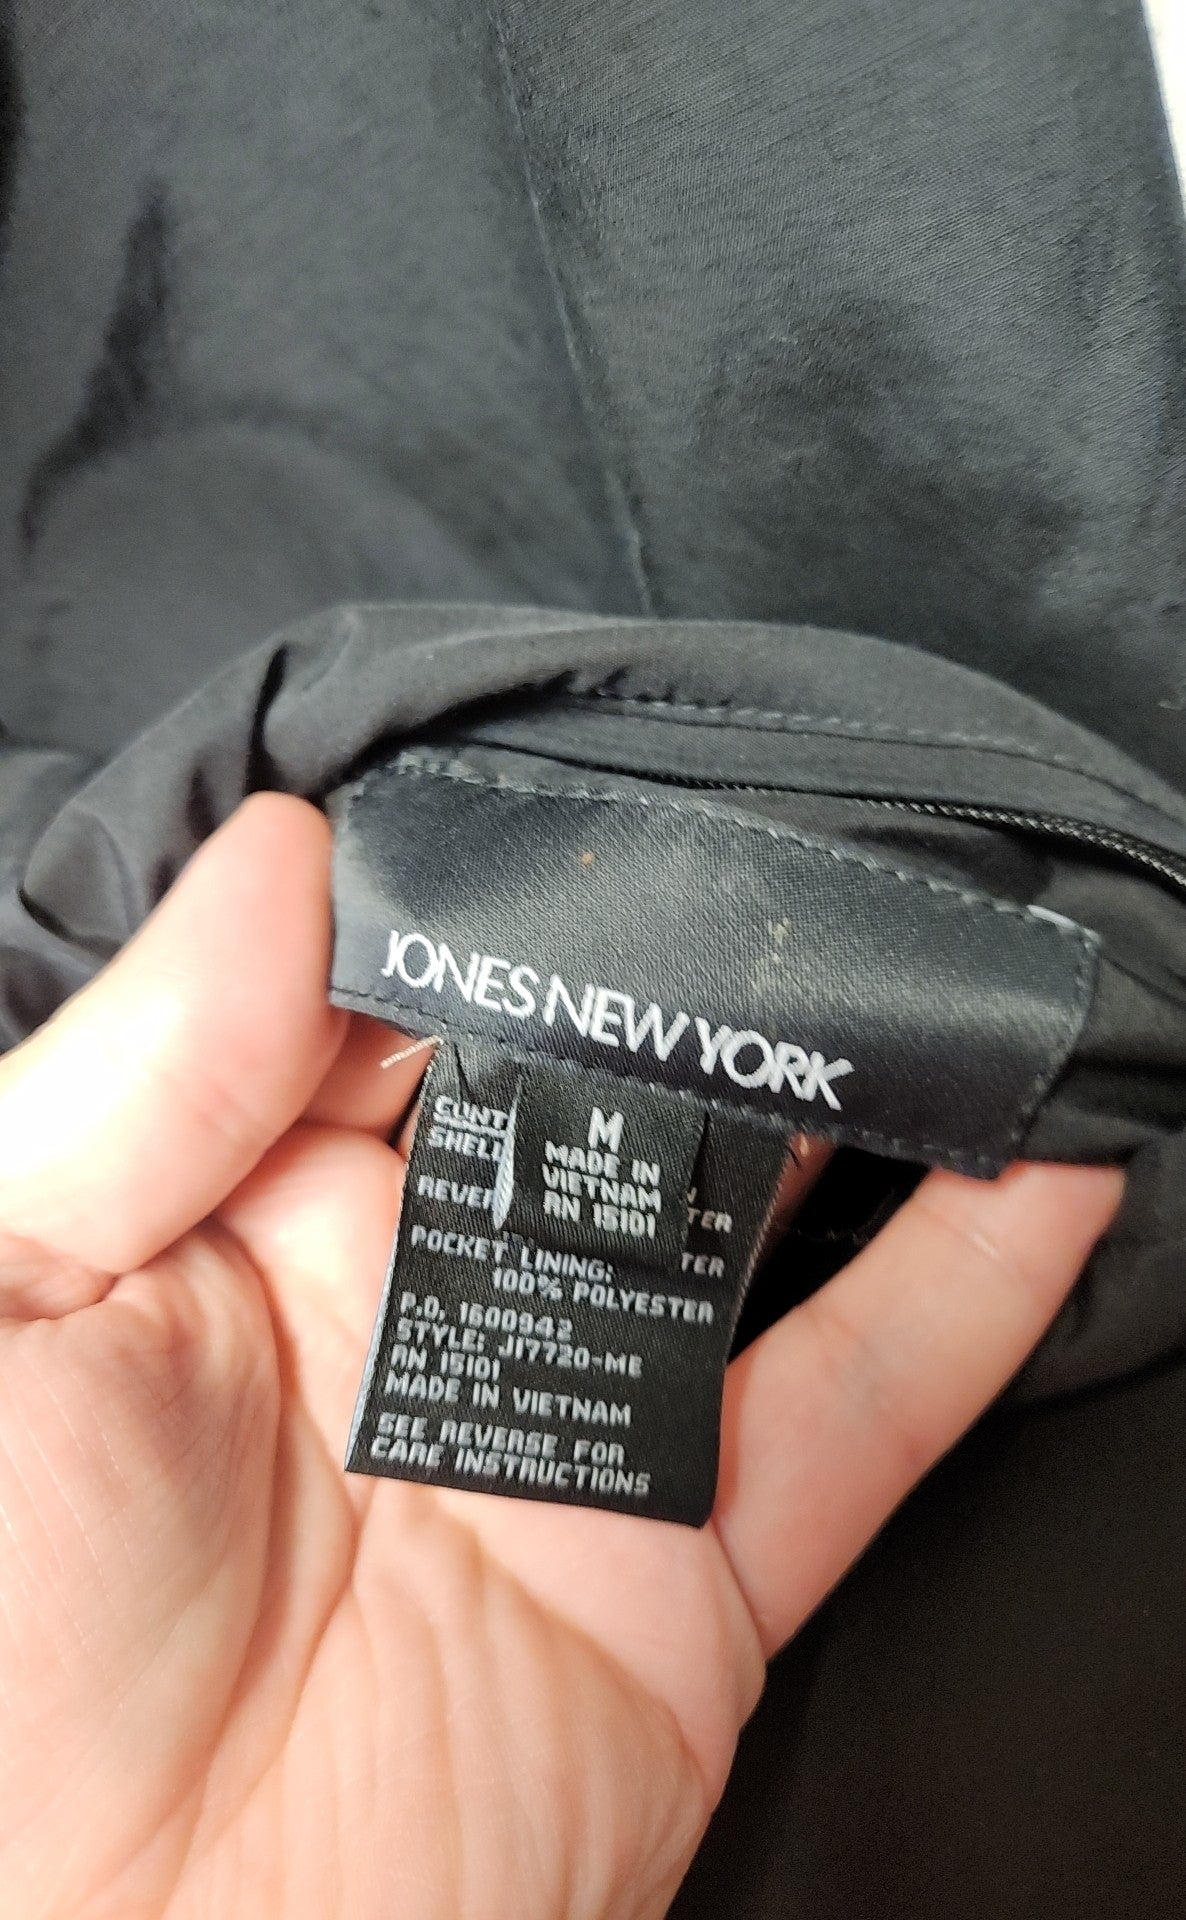 JONES NEW YORK
M
MADE IN
VIETNAM
RN 15101
SHELL
POCKET LINING:
100% POLYESTER
P.O. 1600942
STYLE: J17720-ME
RN 15101
MADE IN VIETNAM
SEE REVERSE FOR
CARE INSTRUCTIONS